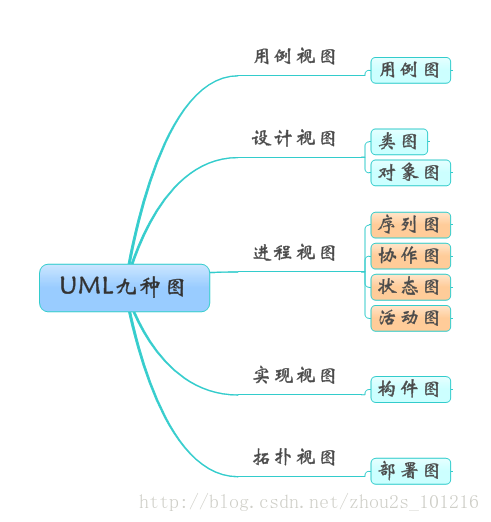 用例视图
用例图
设计视图
类图
对象图
进程视图
序列图
协作图
状态图
活动图
UML九种图
实现视图
构件图
拓扑视图
部署图
http://blog.csdn.net/zhou2s_101216